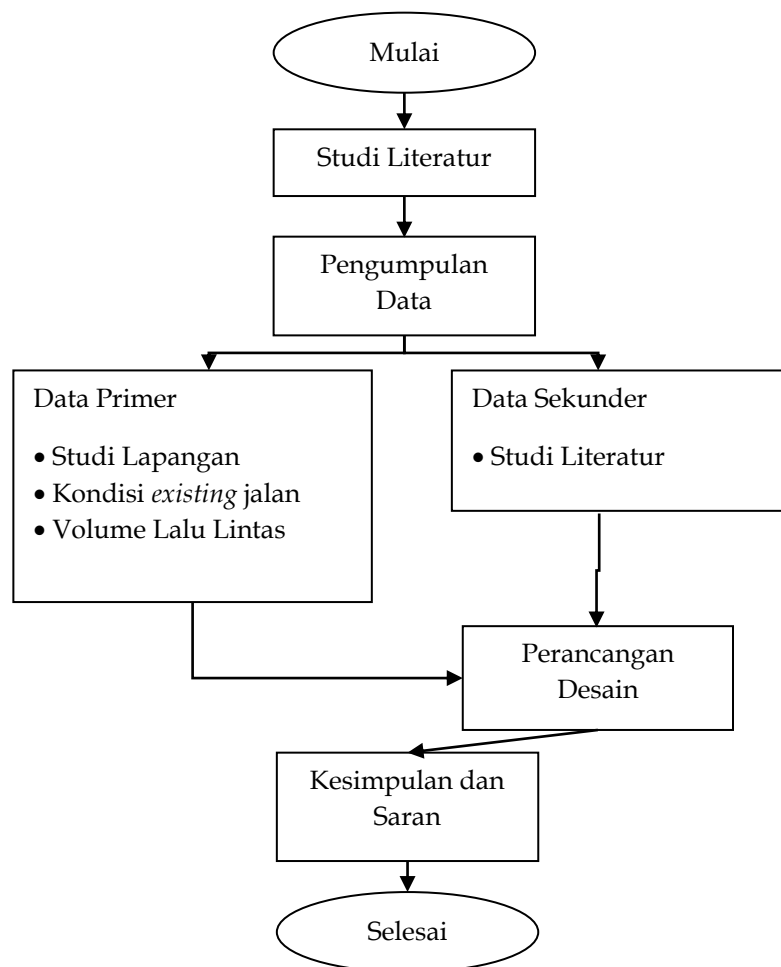 Mulai
Studi Literatur
Pengumpulan
Data
Data Primer
• Studi Lapangan
• Kondisi existing jalan
• Volume Lalu Lintas
Data Sekunder
• Studi Literatur
Perancangan
Desain
Kesimpulan dan
Saran
Selesai